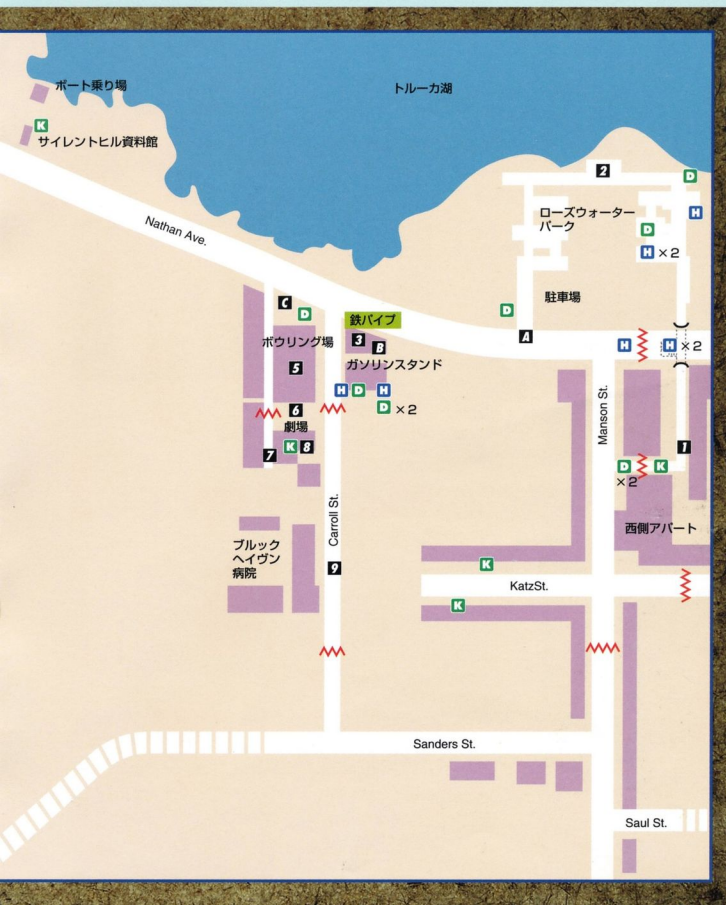 ボート乗り場
トルーカ湖
K
サイレントヒル資料館
2
D
Nathan Ave.
ローズウォーター
パーク
H
D
H ×2
C
D
D
駐車場
鉄パイプ
A
3
B
ボウリング場
ガソリンスタンド
H
H ×2
5
H
D
H
D ×2
6
劇場
K
8
7
Manson St.
1
D
K
×2
Carroll St.
西側アパート
ブルック
ヘイヴン
病院
9
K
KatzSt.
K
Sanders St.
Saul St.